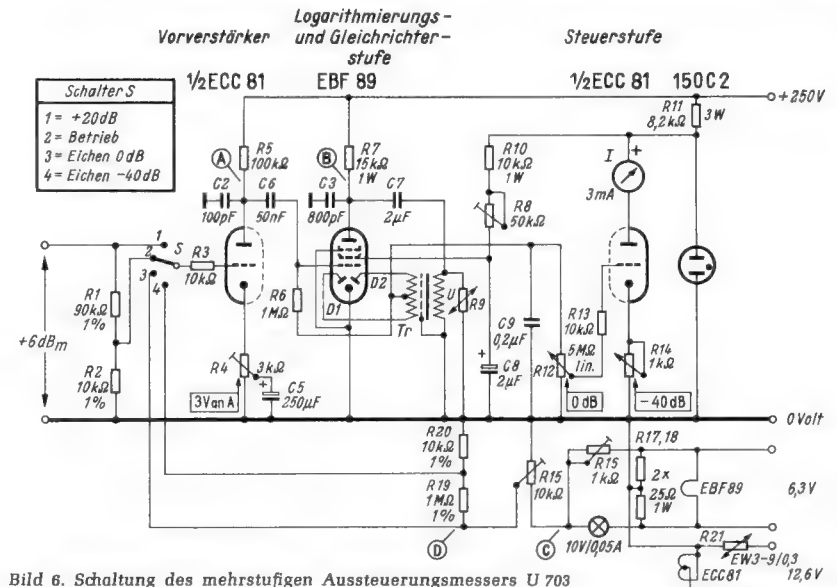 Logarithmierungs-
und Gleichrichter-
stufe
Vorverstärker
Steuerstufe
½ECC 81
EBF 89
½ECC 81
150C2
Schalter S
1 = +20dB
2 = Betrieb
3 = Eichen 0dB
4 = Eichen -40dB
+250V
R11
8,2kΩ
3W
R5
100kΩ
A
R7
15kΩ
1W
B
R10
10kΩ
1W
I
+
3mA
C2
100pF
C6
50nF
C3
800pF
C7
2µF
R8
50kΩ
1
2
3
4
S
R3
10kΩ
R1
90kΩ
1%
R2
10kΩ
1%
+6dBm
R6
1MΩ
D1
D2
Tr
U
R9
C9
0,2µF
R13
10kΩ
5MΩ
lin.
R12
R14
1kΩ
R4
3kΩ
3VanA
+
C5
250µF
+
C8
2µF
0dB
-40dB
0Volt
R20
10kΩ
1%
R19
1MΩ
1%
D
R15
10kΩ
R15
1kΩ
R17,18
2x
25Ω
1W
EBF89
6,3V
C
10V/0,05A
R21
EW3-9/0,3
ECC81
12,6V
Bild 6. Schaltung des mehrstufigen Aussteuerungsmessers U 703